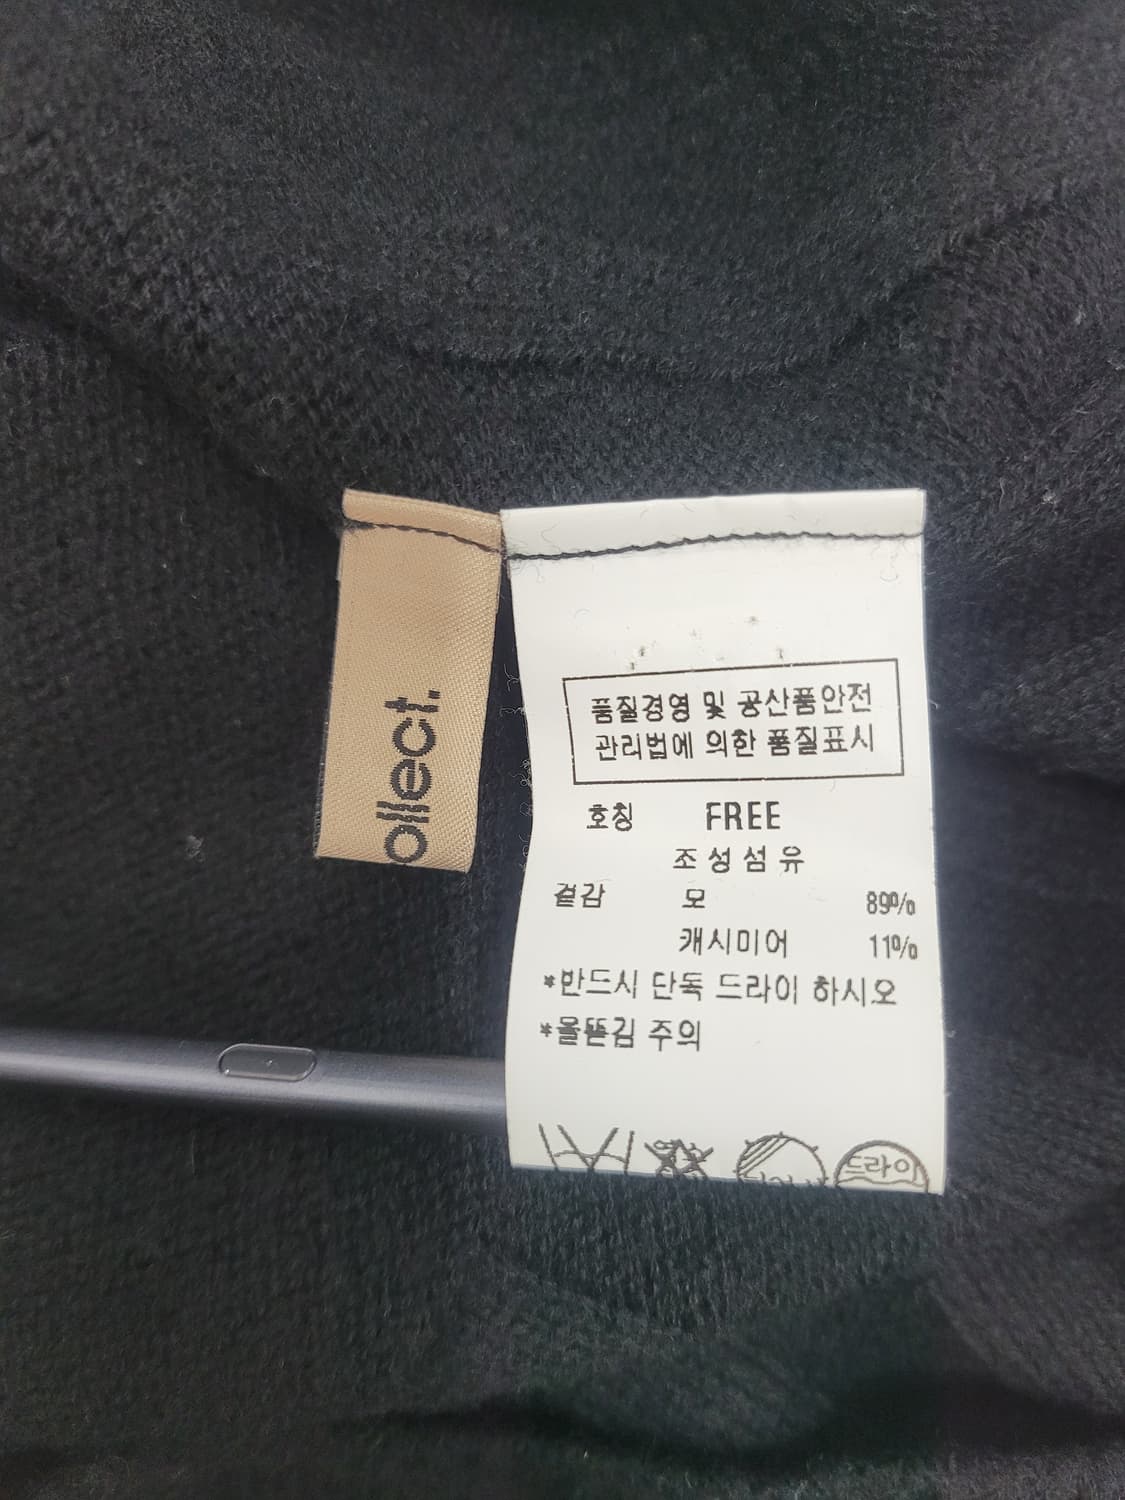 ollect.
품질경영 및 공산품안전
관리법에 의한 품질표시
호칭 FREE
조성섬유
겉감 모 89%
캐시미어 11%
*반드시 단독 드라이 하시오
*올뜯김 주의
드라이